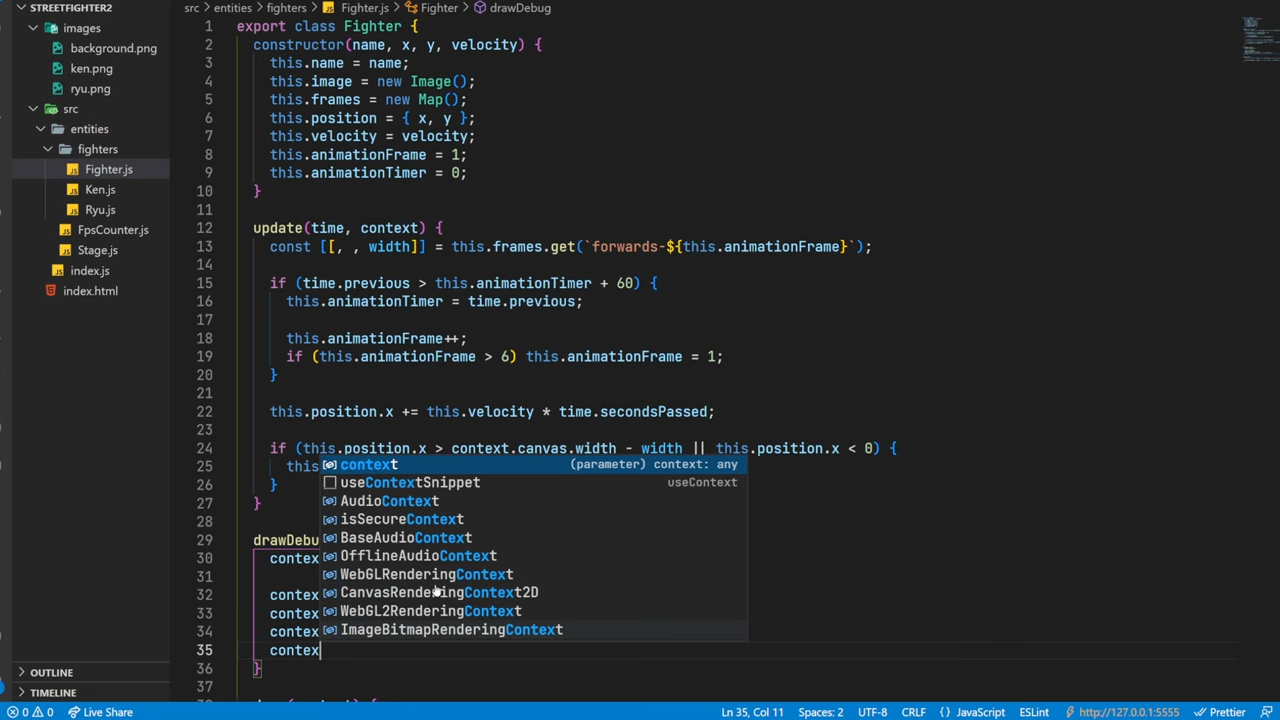 STREETFIGHTER2
images
background.png
ken.png
ryu.png
src
entities
fighters
JS Fighter.js
JS Ken.js
JS Ryu.js
JS FpsCounter.js
JS Stage.js
JS index.js
index.html
OUTLINE
TIMELINE
src > entities > fighters > JS Fighter.js > Fighter > drawDebug
1 export class Fighter {
2 constructor(name, x, y, velocity) {
3 this.name = name;
4 this.image = new Image();
5 this.frames = new Map();
6 this.position = { x, y };
7 this.velocity = velocity;
8 this.animationFrame = 1;
9 this.animationTimer = 0;
10 }
11
12 update(time, context) {
13 const [[, , width]] = this.frames.get(`forwards-${this.animationFrame}`);
14
15 if (time.previous > this.animationTimer + 60) {
16 this.animationTimer = time.previous;
17
18 this.animationFrame++;
19 if (this.animationFrame > 6) this.animationFrame = 1;
20 }
21
22 this.position.x += this.velocity * time.secondsPassed;
23
24 if (this.position.x > context.canvas.width - width || this.position.x < 0) {
25 this
26 }
27 }
28
29 drawDebu
30 contex
31
32 contex
33 contex
34 contex
35 contex
36 }
37
context (parameter) context: any
useContextSnippet useContext
AudioContext
isSecureContext
BaseAudioContext
OfflineAudioContext
WebGLRenderingContext
CanvasRenderingContext2D
WebGL2RenderingContext
ImageBitmapRenderingContext
0 0 Live Share Ln 35, Col 11 Spaces: 2 UTF-8 CRLF {} JavaScript ESLint http://127.0.0.1:5555 Prettier